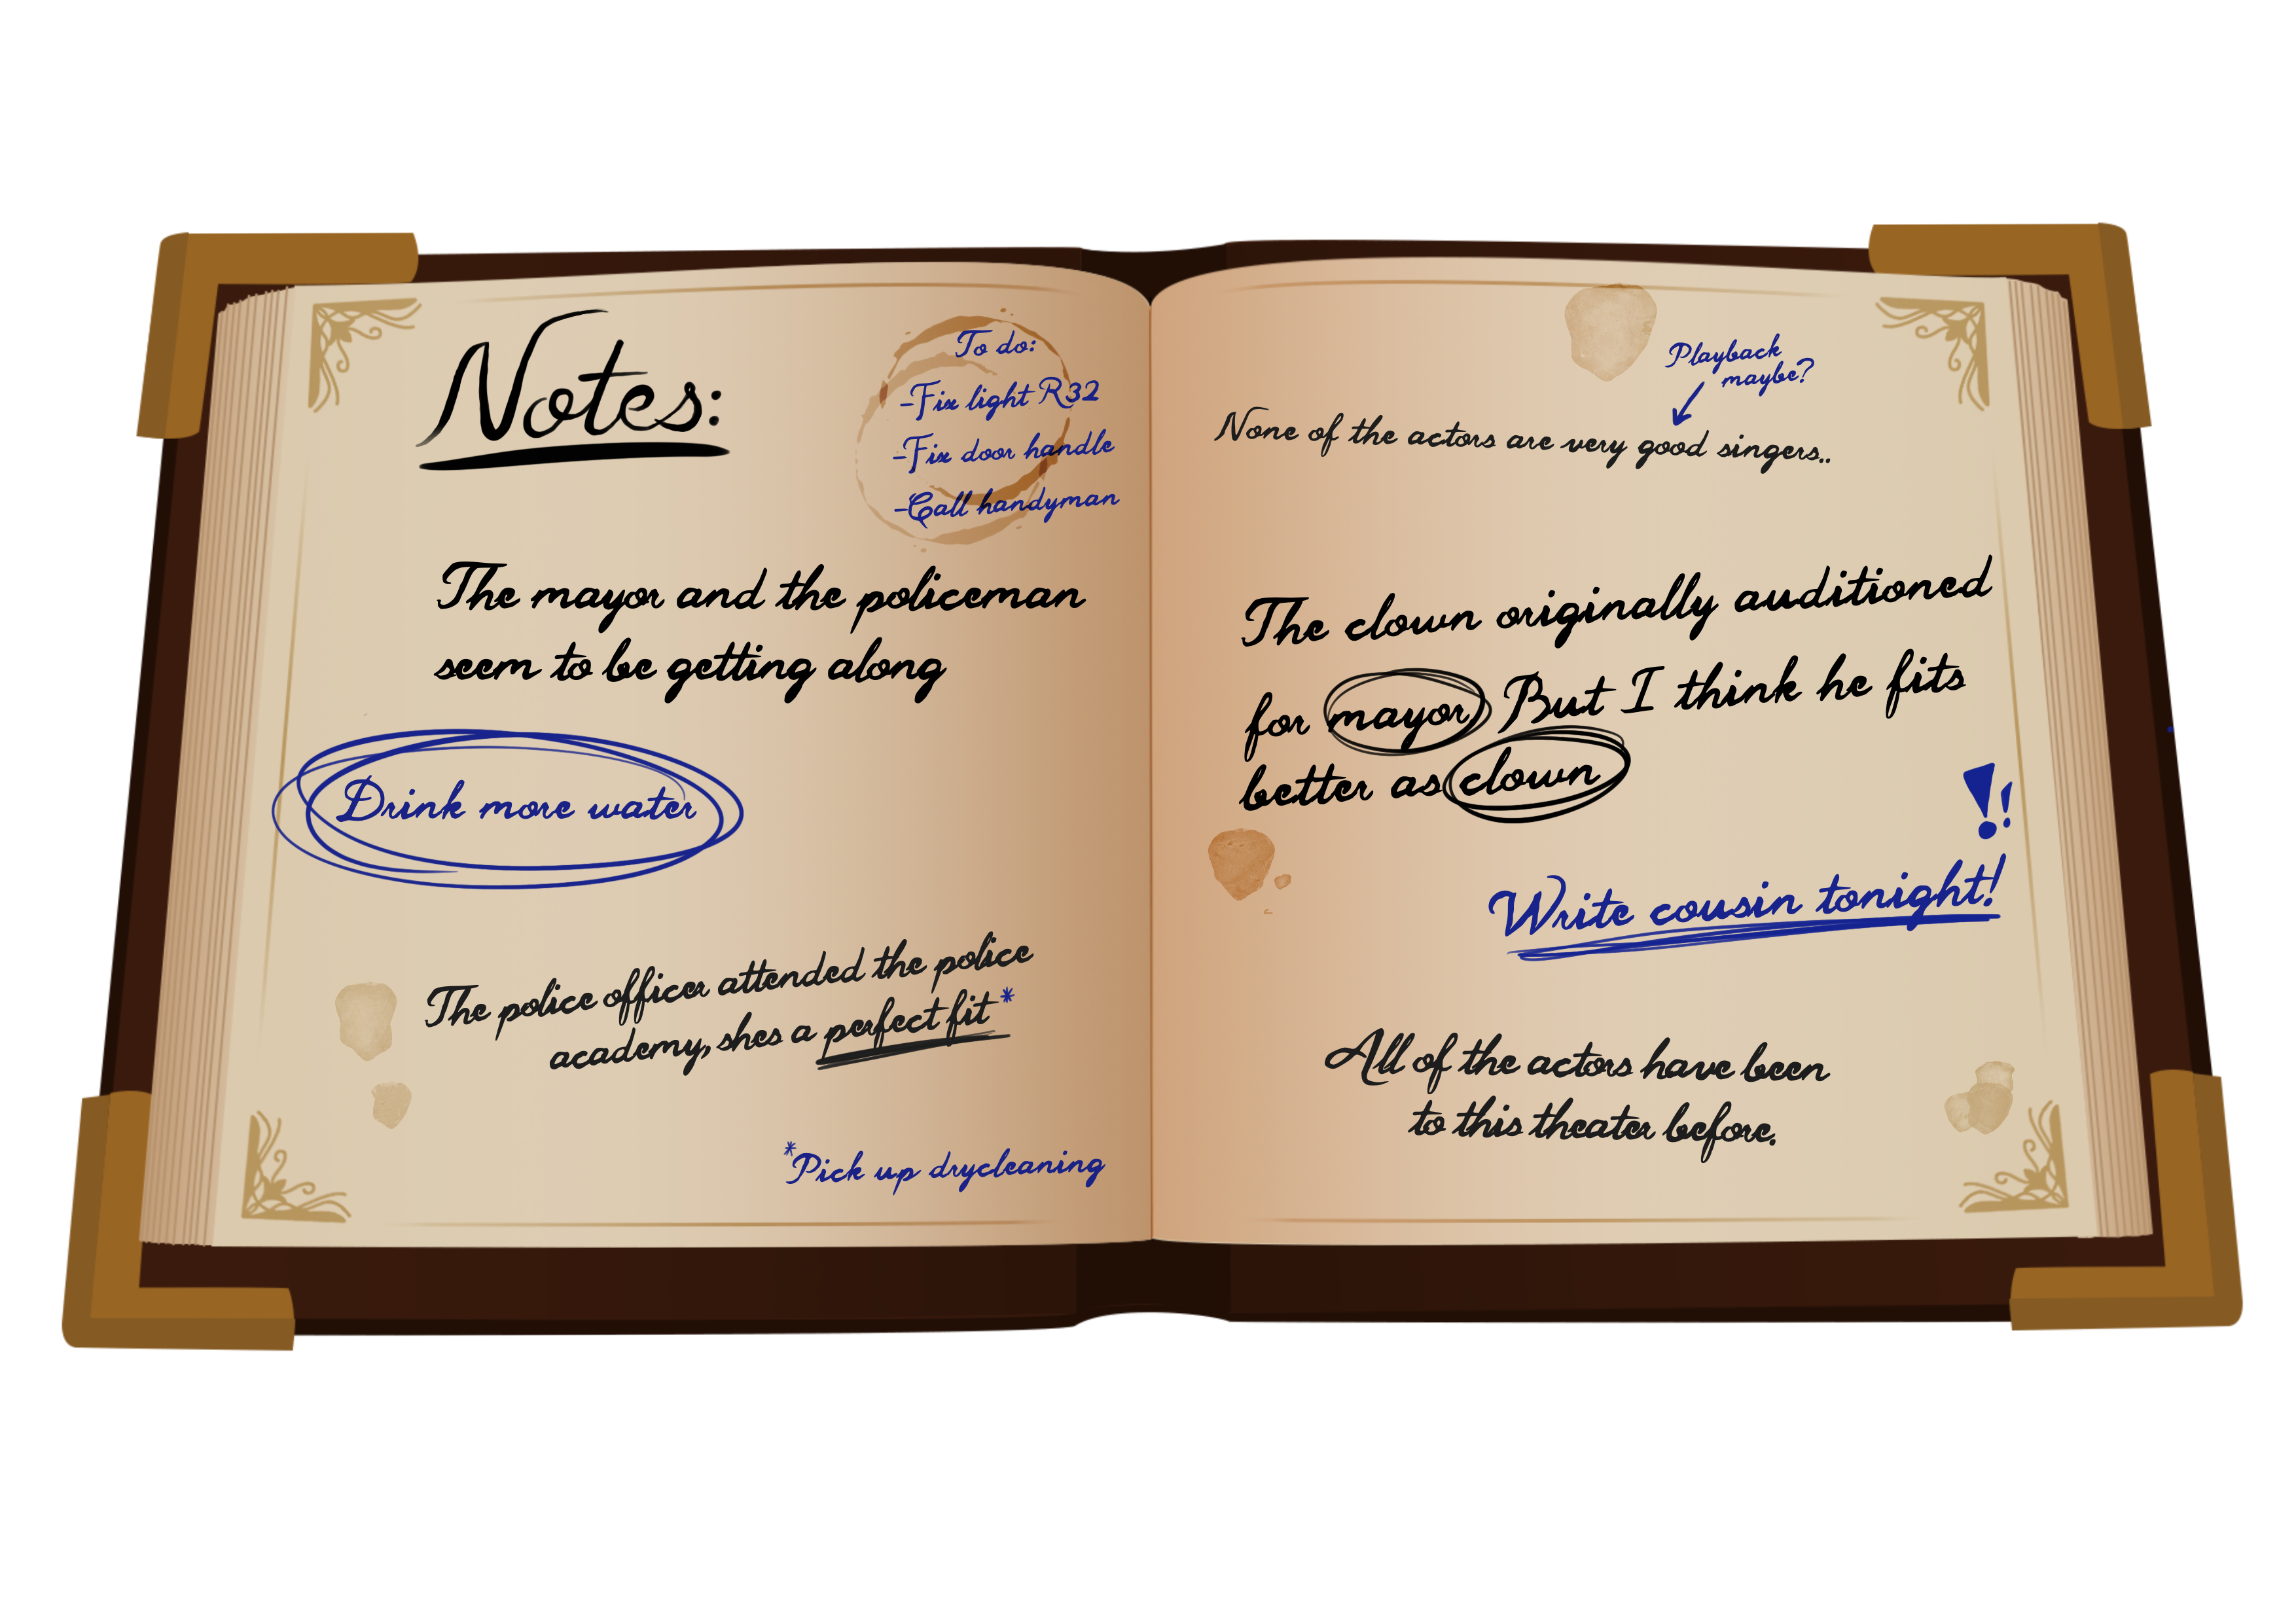 Notes:
To do:
-Fix light R32
-Fix door handle
-Call handyman
The mayor and the policeman
seem to be getting along
Drink more water
The police officer attended the police
academy, shes a perfect fit*
*Pick up drycleaning
Playback
maybe?
None of the actors are very good singers..
The clown originally auditioned
for mayor But I think he fits
better as clown
!!
Write cousin tonight!
All of the actors have been
to this theater before.